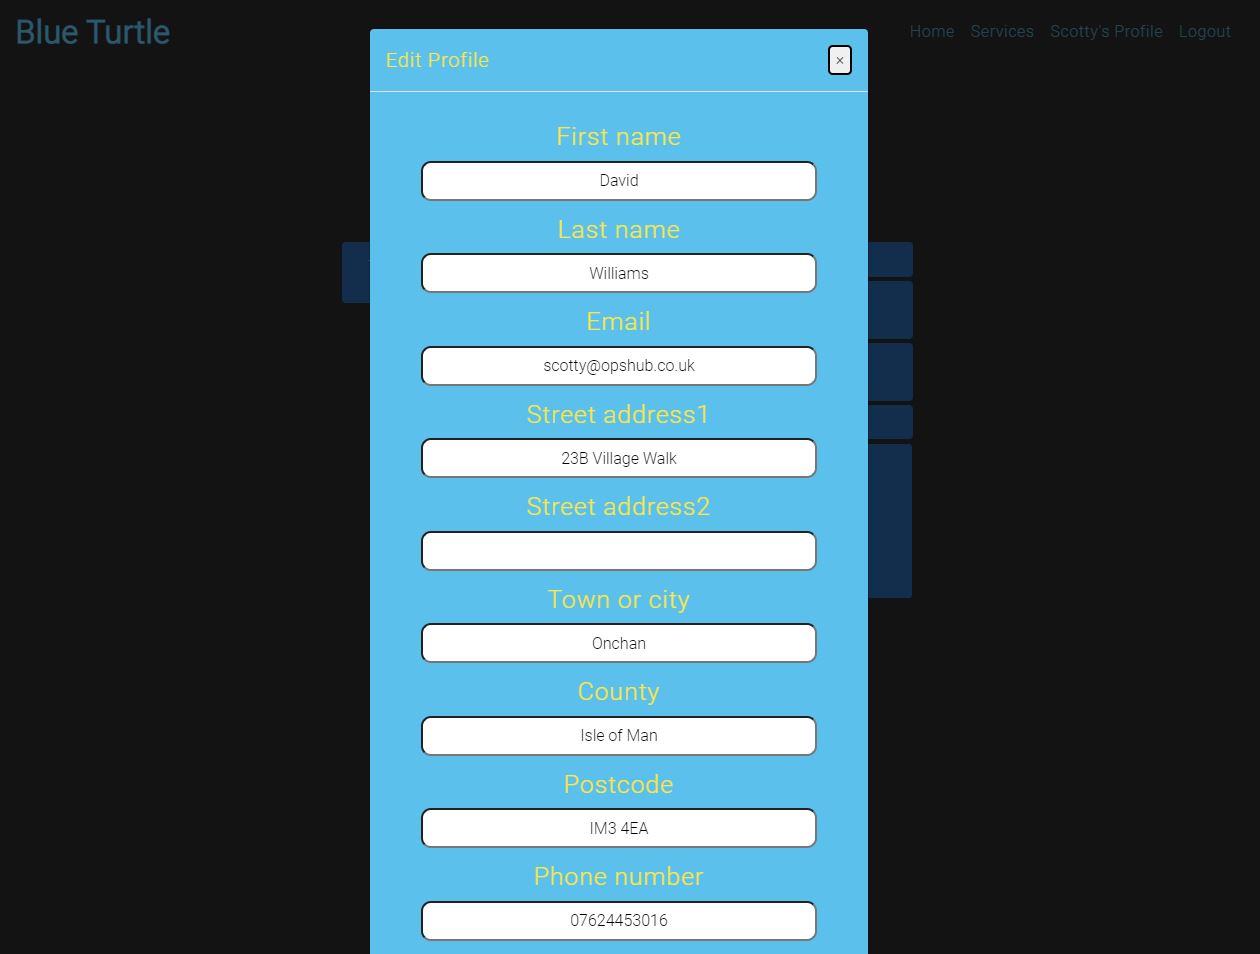 Blue Turtle
Home Services Scotty's Profile Logout
Edit Profile
×
First name
David
Last name
Williams
Email
scotty@opshub.co.uk
Street address1
23B Village Walk
Street address2
Town or city
Onchan
County
Isle of Man
Postcode
IM3 4EA
Phone number
07624453016